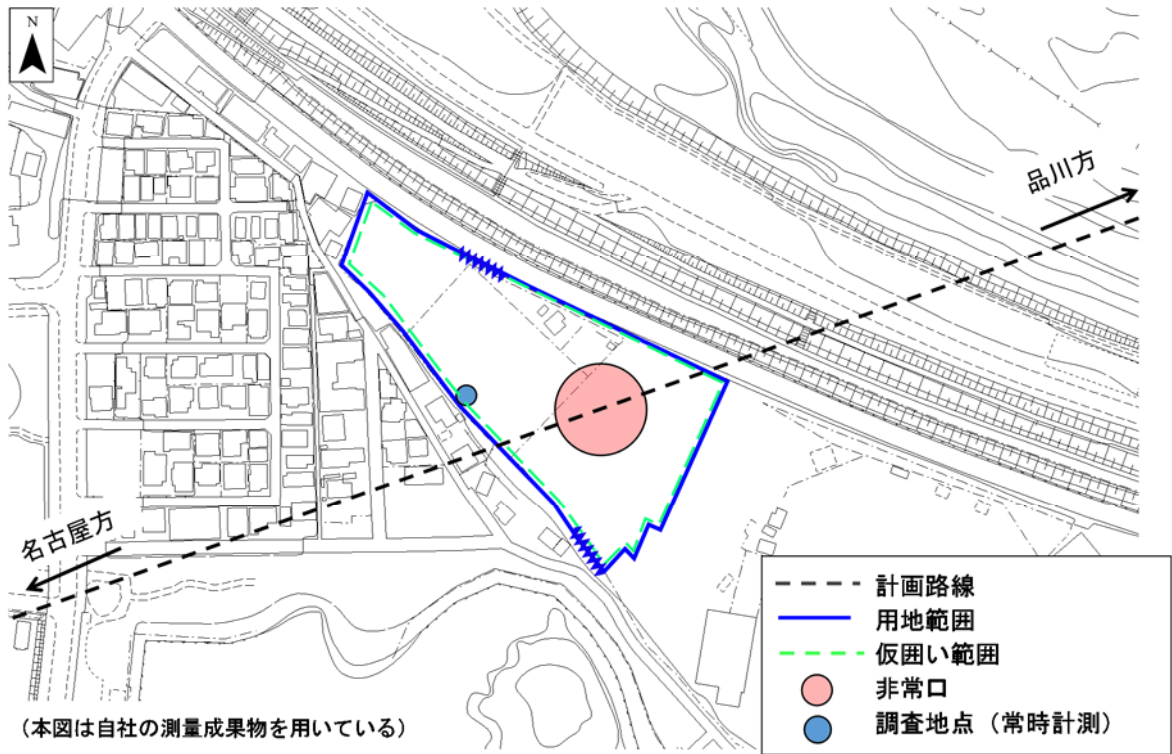 N
品川方
名古屋方
計画路線
用地範囲
仮囲い範囲
非常口
調査地点（常時計測）
（本図は自社の測量成果物を用いている）